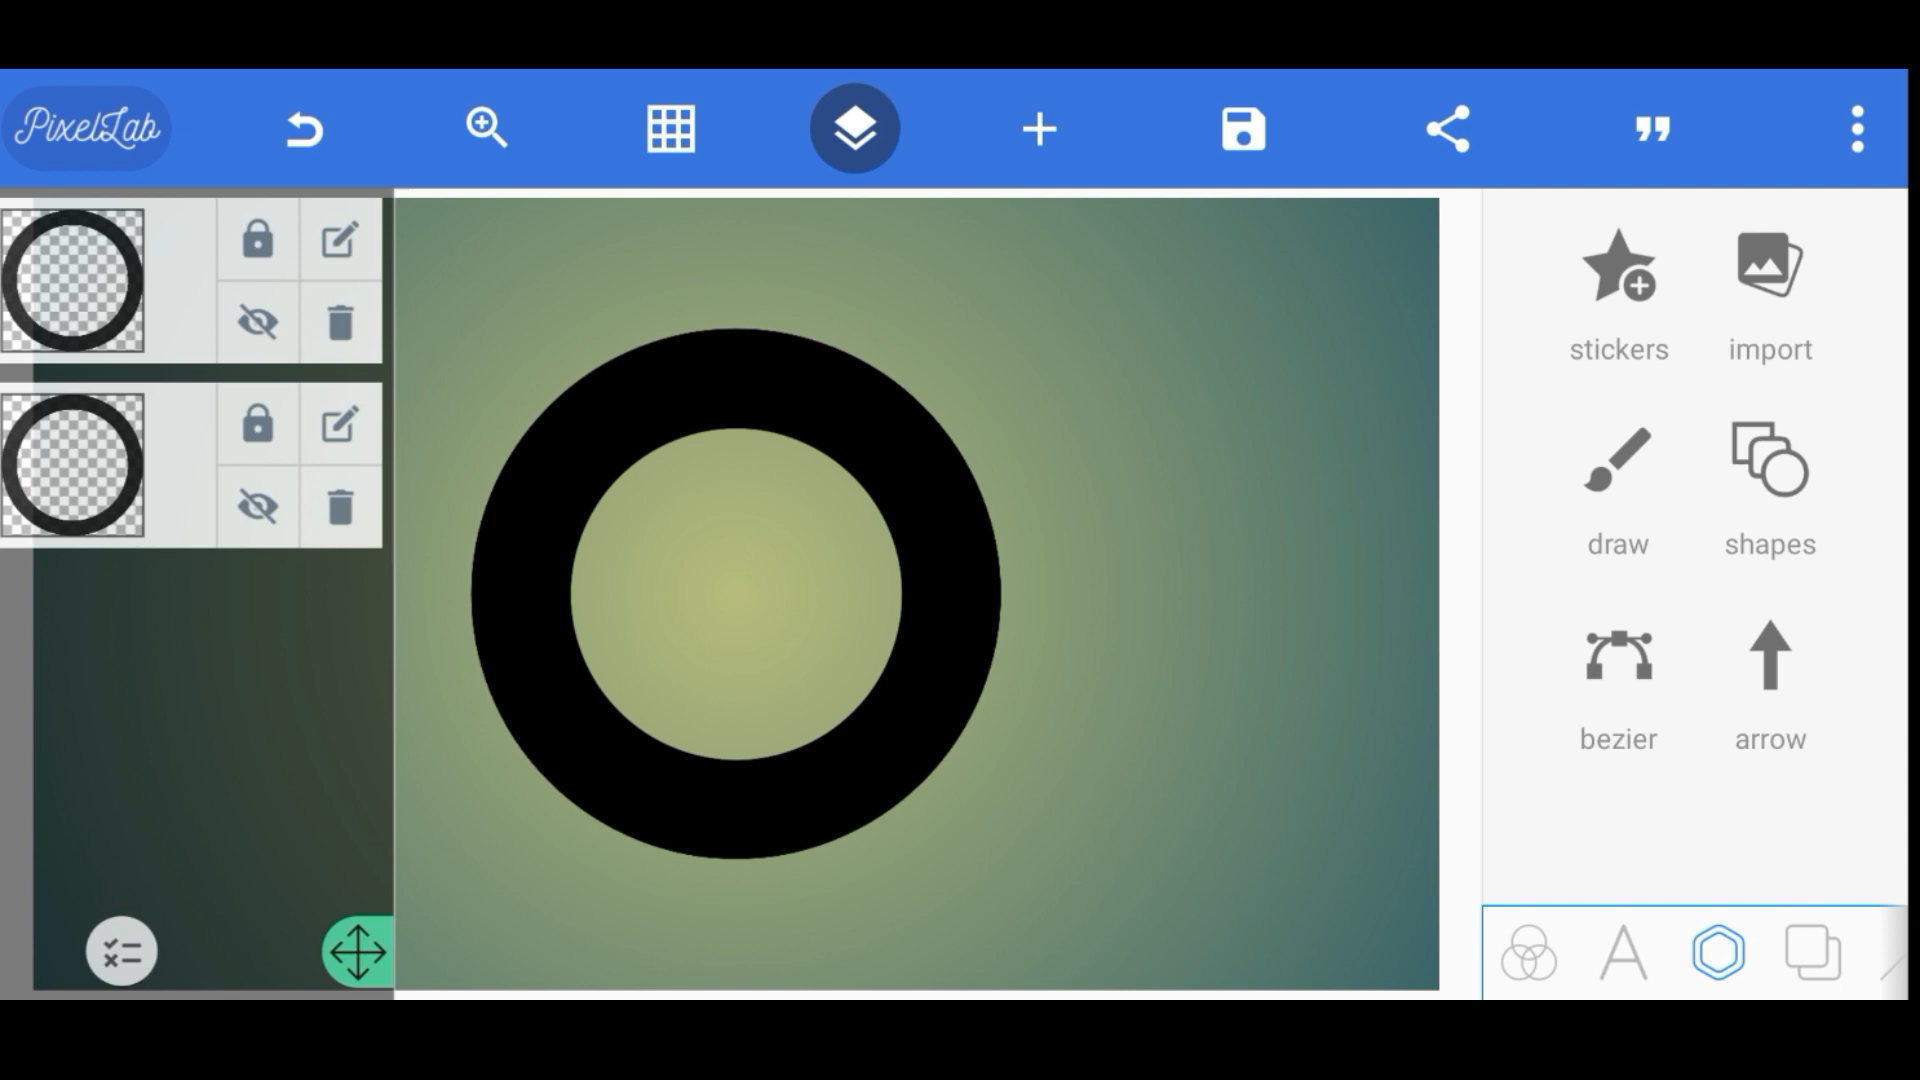 PixelLab
stickers
import
draw
shapes
bezier
arrow